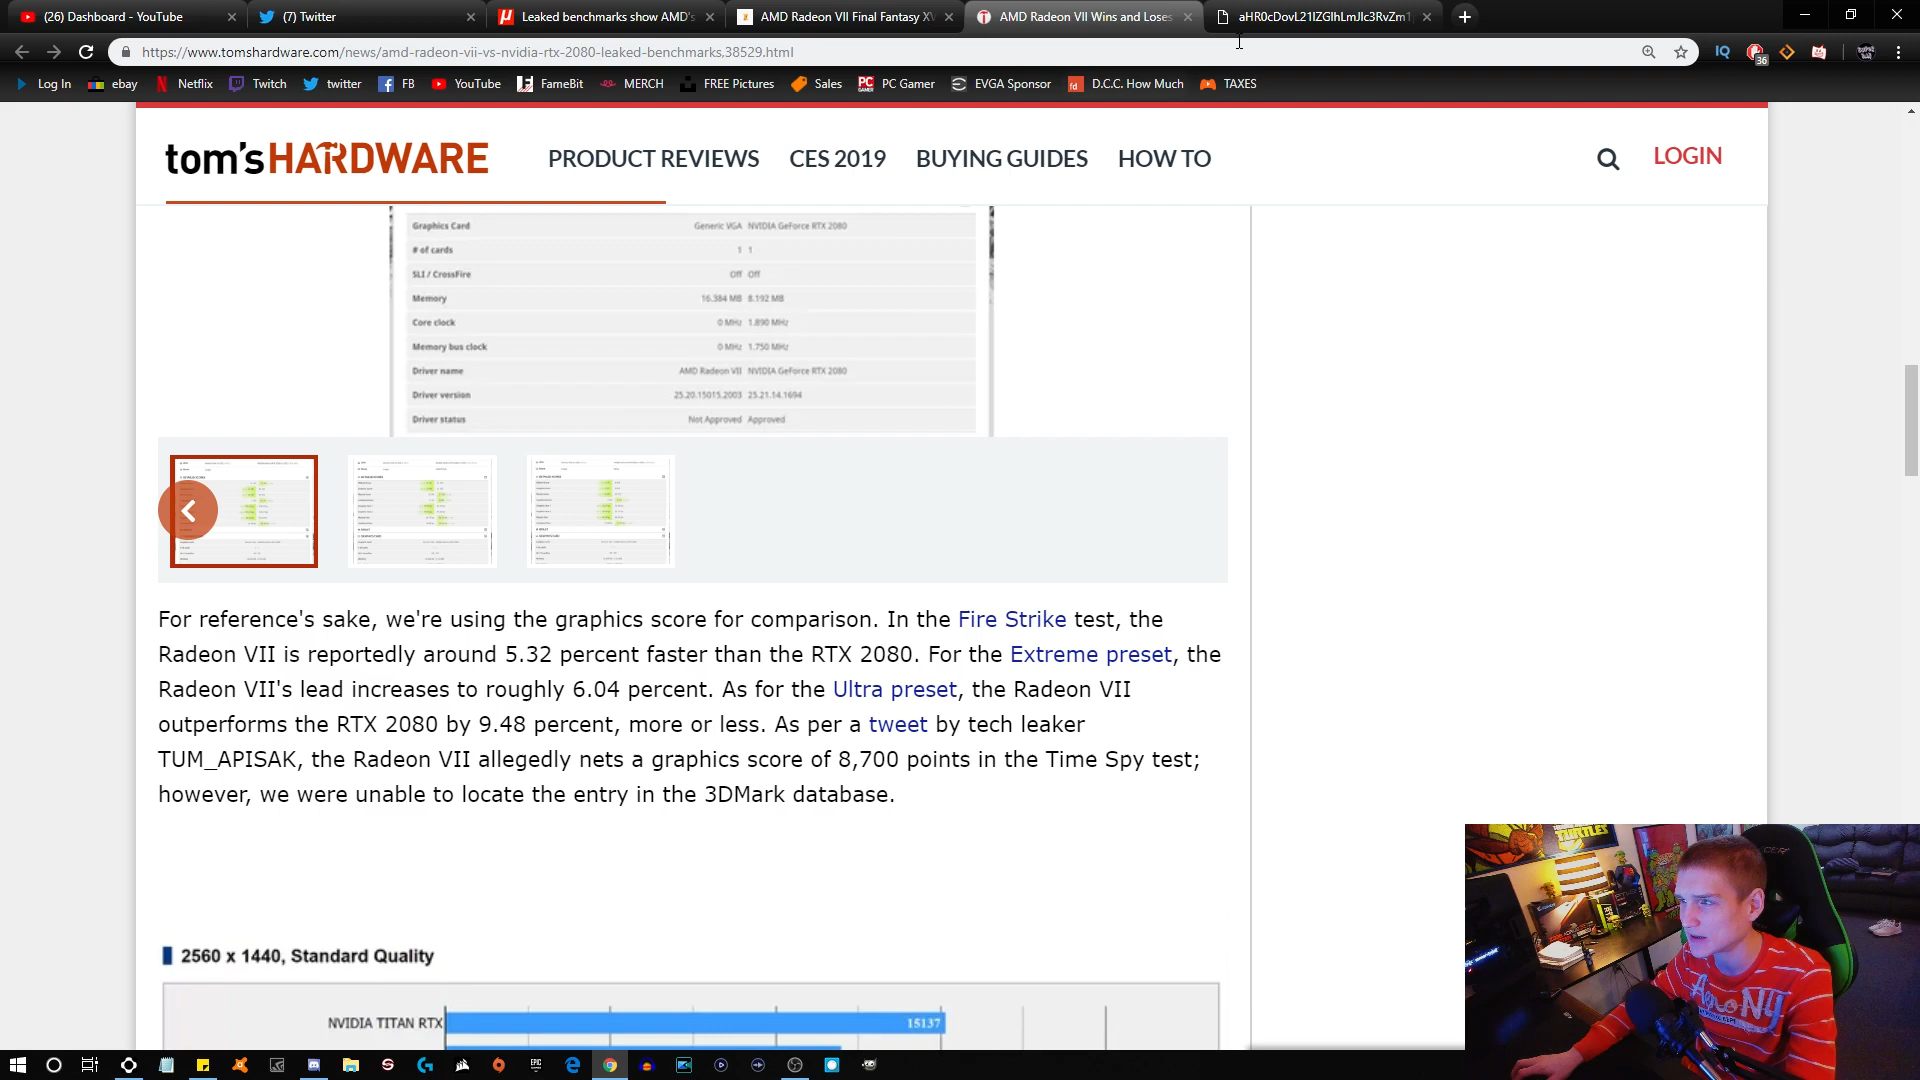 (26) Dashboard - YouTube
(7) Twitter
Leaked benchmarks show AMD's
AMD Radeon VII Final Fantasy XV
AMD Radeon VII Wins and Loses
https://www.tomshardware.com/news/amd-radeon-vii-vs-nvidia-rtx-2080-leaked-benchmarks,38529.html
IQ
36
Log In
ebay
Netflix
Twitch
twitter
FB
YouTube
FameBit
MERCH
FREE Pictures
Sales
PC Gamer
EVGA Sponsor
D.C.C. How Much
TAXES
tom'sHARDWARE
PRODUCT REVIEWS
CES 2019
BUYING GUIDES
HOW TO
LOGIN
Graphics Card Generic VGA NVIDIA GeForce RTX 2080
# of cards 1 1
SLI / CrossFire Off Off
Memory 16.384 MB 8.192 MB
Core clock 0 MHz 1.890 MHz
Memory bus clock 0 MHz 1.750 MHz
Driver name AMD Radeon VII NVIDIA GeForce RTX 2080
Driver version 25.20.15015.2003 25.21.14.1694
Driver status Not Approved Approved
For reference's sake, we're using the graphics score for comparison. In the Fire Strike test, the
Radeon VII is reportedly around 5.32 percent faster than the RTX 2080. For the Extreme preset, the
Radeon VII's lead increases to roughly 6.04 percent. As for the Ultra preset, the Radeon VII
outperforms the RTX 2080 by 9.48 percent, more or less. As per a tweet by tech leaker
TUM_APISAK, the Radeon VII allegedly nets a graphics score of 8,700 points in the Time Spy test;
however, we were unable to locate the entry in the 3DMark database.
2560 x 1440, Standard Quality
NVIDIA TITAN RTX 15137
TURTLES